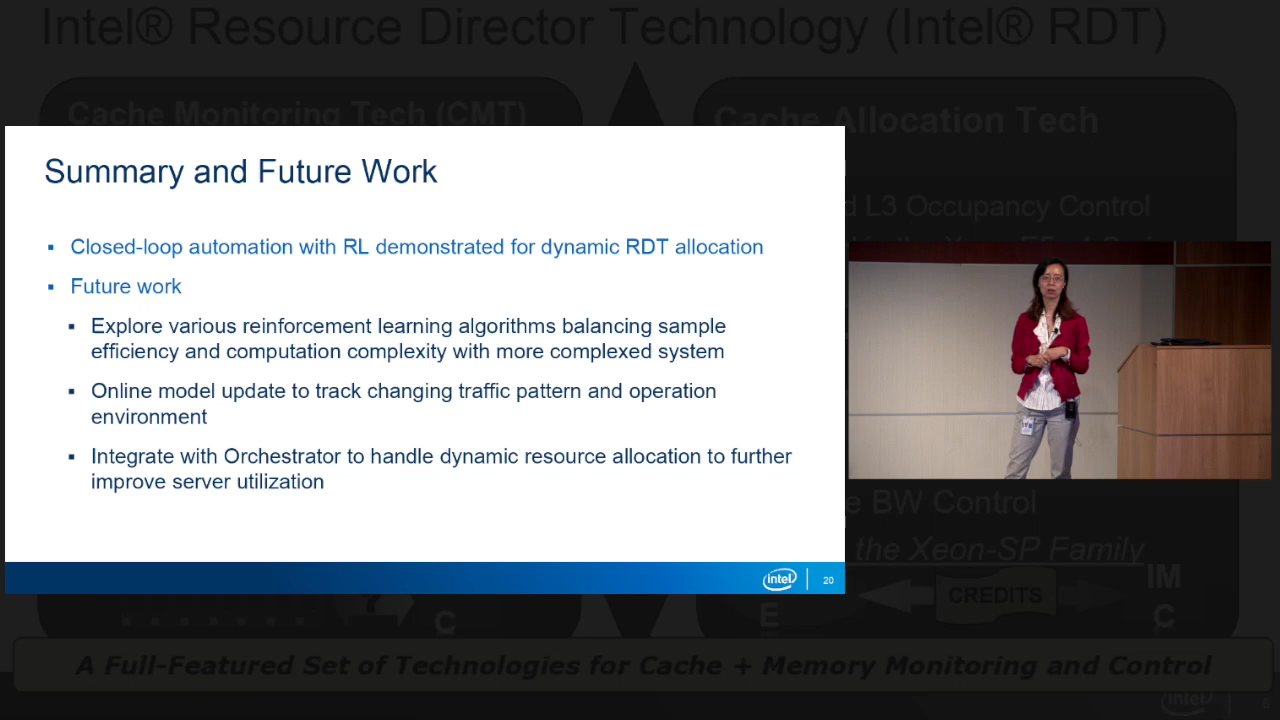 Intel® Resource Director Technology (Intel® RDT)
Cache Monitoring Tech (CMT)
Cache Allocation Tech
Summary and Future Work
▪ Closed-loop automation with RL demonstrated for dynamic RDT allocation
▪ Future work
▪ Explore various reinforcement learning algorithms balancing sample
efficiency and computation complexity with more complexed system
▪ Online model update to track changing traffic pattern and operation
environment
▪ Integrate with Orchestrator to handle dynamic resource allocation to further
improve server utilization
intel
20
L3 Occupancy Control
BW Control
the Xeon-SP Family
?
C
E
CREDITS
IM
C
A Full-Featured Set of Technologies for Cache + Memory Monitoring and Control
intel